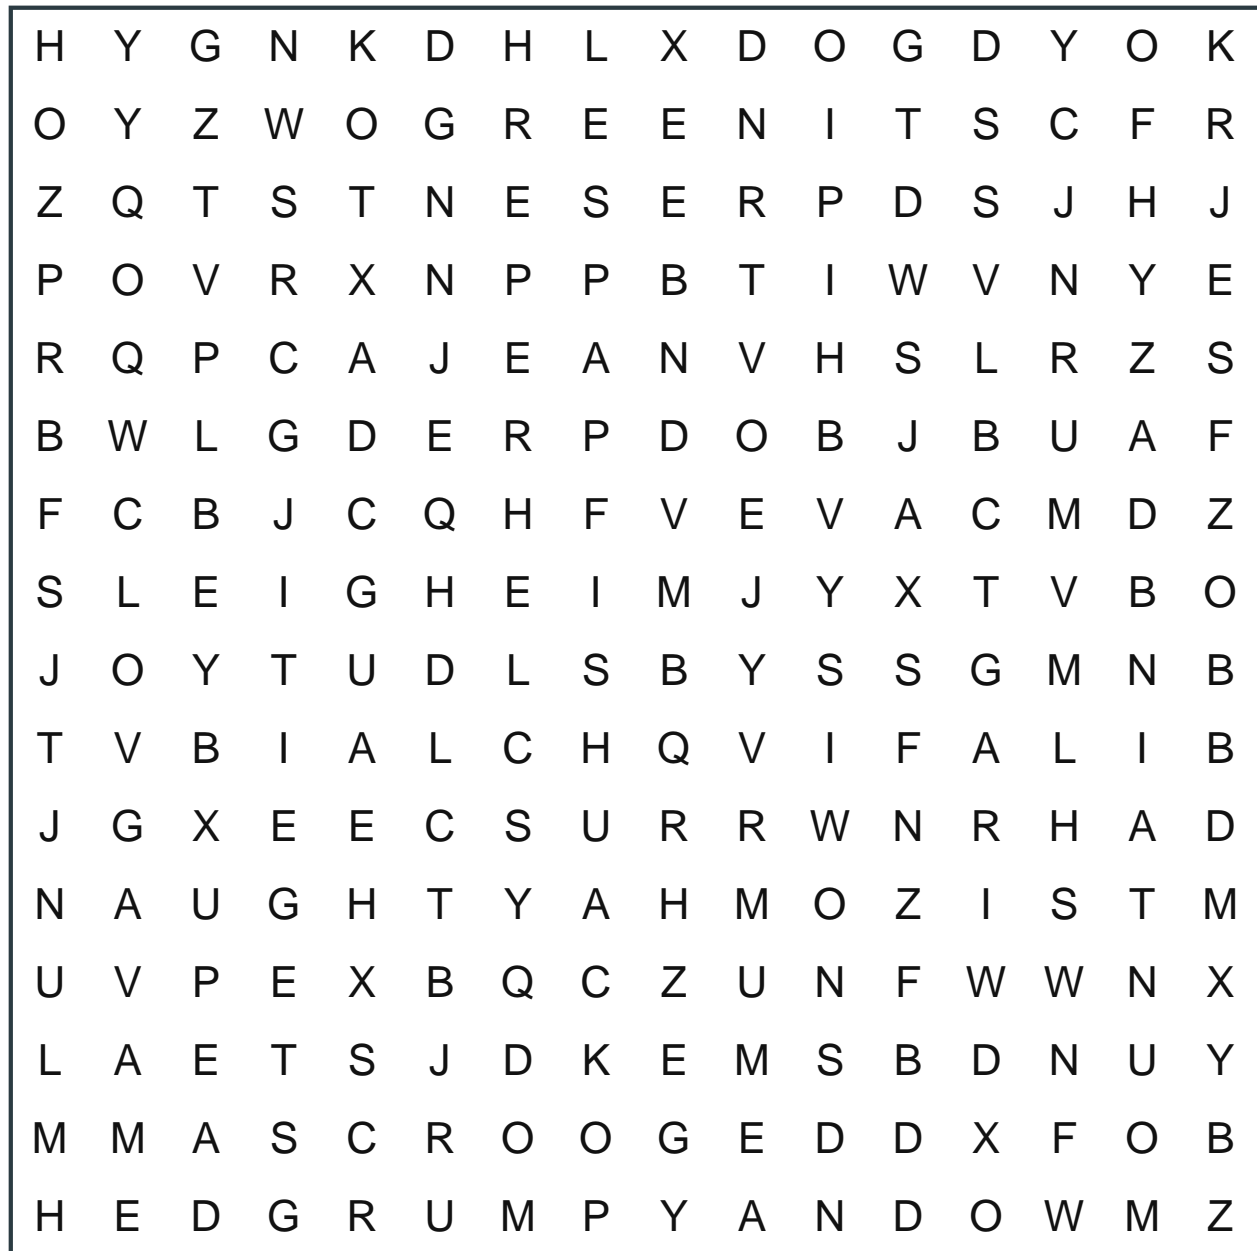 H Y G N K D H L X D O G D Y O K
O Y Z W O G R E E N I T S C F R
Z Q T S T N E S E R P D S J H J
P O V R X N P P B T I W V N Y E
R Q P C A J E A N V H S L R Z S
B W L G D E R P D O B J B U A F
F C B J C Q H F V E V A C M D Z
S L E I G H E I M J Y X T V B O
J O Y T U D L S B Y S S G M N B
T V B I A L C H Q V I F A L I B
J G X E E C S U R R W N R H A D
N A U G H T Y A H M O Z I S T M
U V P E X B Q C Z U N F W W N X
L A E T S J D K E M S B D N U Y
M M A S C R O O G E D D X F O B
H E D G R U M P Y A N D O W M Z